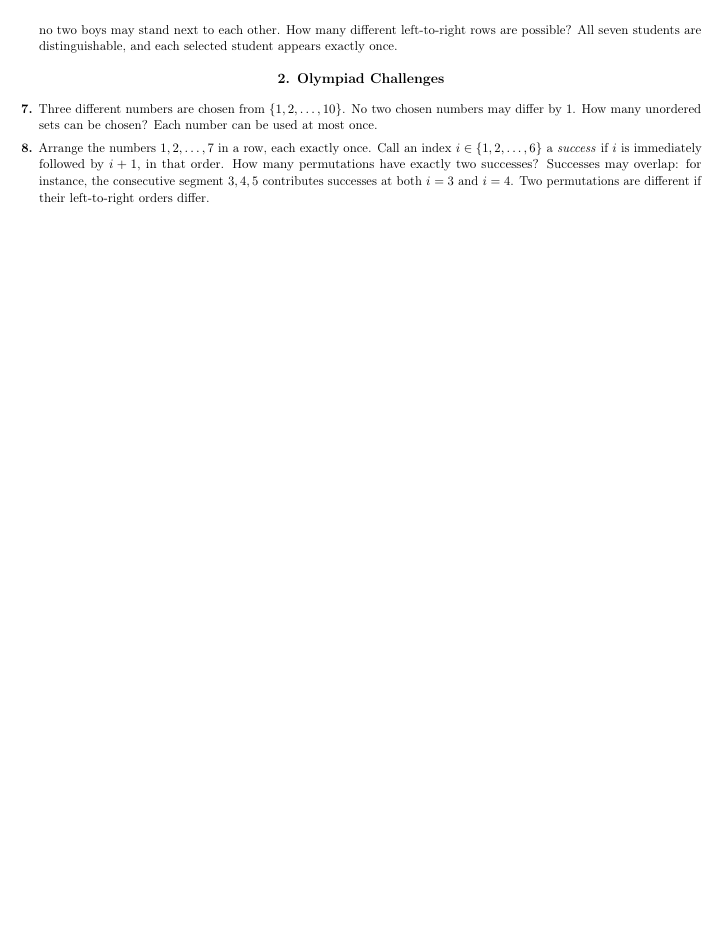 no two boys may stand next to each other. How many different left-to-right rows are possible? All seven students are
distinguishable, and each selected student appears exactly once.
2. Olympiad Challenges
7. Three different numbers are chosen from {1, 2, . . . , 10}. No two chosen numbers may differ by 1. How many unordered
sets can be chosen? Each number can be used at most once.
8. Arrange the numbers 1, 2, . . . , 7 in a row, each exactly once. Call an index i ∈ {1, 2, . . . , 6} a success if i is immediately
followed by i + 1, in that order. How many permutations have exactly two successes? Successes may overlap: for
instance, the consecutive segment 3, 4, 5 contributes successes at both i = 3 and i = 4. Two permutations are different if
their left-to-right orders differ.